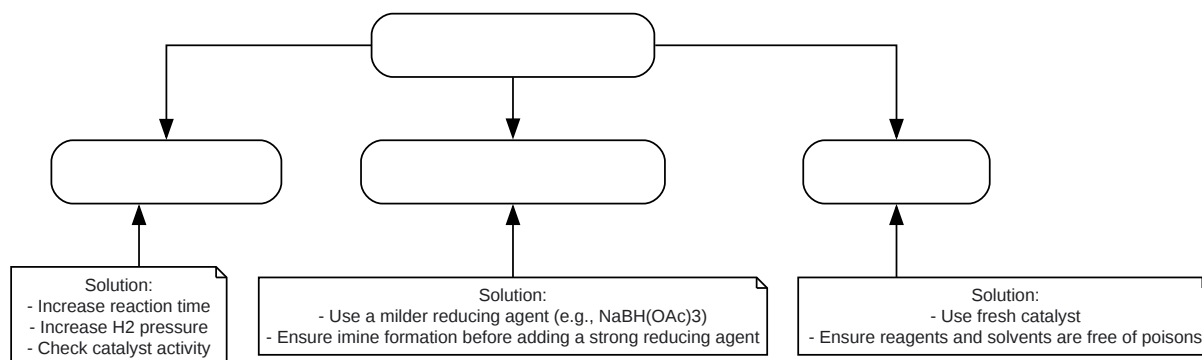 Solution:
- Increase reaction time
- Increase H2 pressure
- Check catalyst activity
Solution:
- Use a milder reducing agent (e.g., NaBH(OAc)3)
- Ensure imine formation before adding a strong reducing agent
Solution:
- Use fresh catalyst
- Ensure reagents and solvents are free of poisons